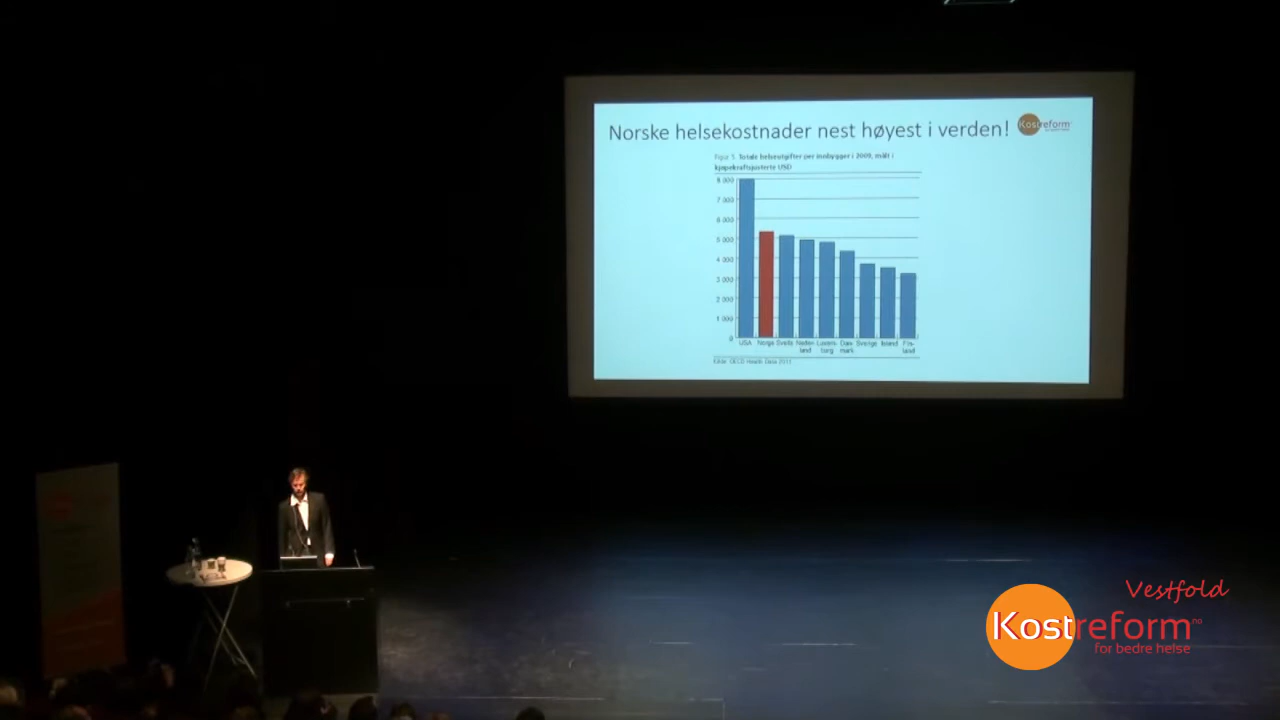 Norske helsekostnader nest høyest i verden!
Kostreform
Figur 5. Totale helseutgifter per innbygger i 2009, målt i
kjøpekraftsjusterte USD
8 000
7 000
6 000
5 000
4 000
3 000
2 000
1 000
0
USA Norge Sveits Neder- Luxem- Dan- Sverige Island Fin-
land burg mark land
Kilde: OECD Health Data 2011
Vestfold
Kostreform.no
for bedre helse